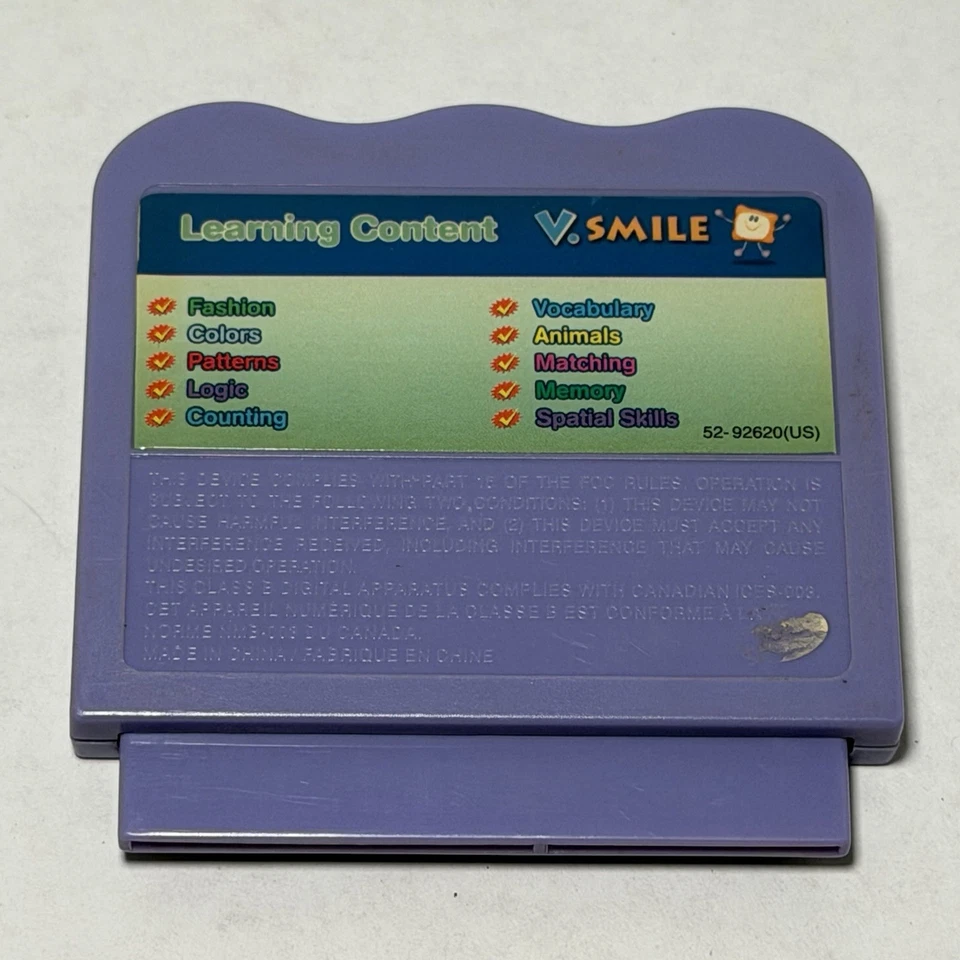 Learning Content
V.SMILE
Fashion
Colors
Patterns
Logic
Counting
Vocabulary
Animals
Matching
Memory
Spatial Skills
52-92620(US)
THIS DEVICE COMPLIES WITH PART 15 OF THE FCC RULES. OPERATION IS
SUBJECT TO THE FOLLOWING TWO CONDITIONS: (1) THIS DEVICE MAY NOT
CAUSE HARMFUL INTERFERENCE, AND (2) THIS DEVICE MUST ACCEPT ANY
INTERFERENCE RECEIVED, INCLUDING INTERFERENCE THAT MAY CAUSE
UNDESIRED OPERATION.
THIS CLASS B DIGITAL APPARATUS COMPLIES WITH CANADIAN ICES-003.
CET APPAREIL NUMÉRIQUE DE LA CLASSE B EST CONFORME À LA
NORME NMB-003 DU CANADA.
MADE IN CHINA / FABRIQUE EN CHINE